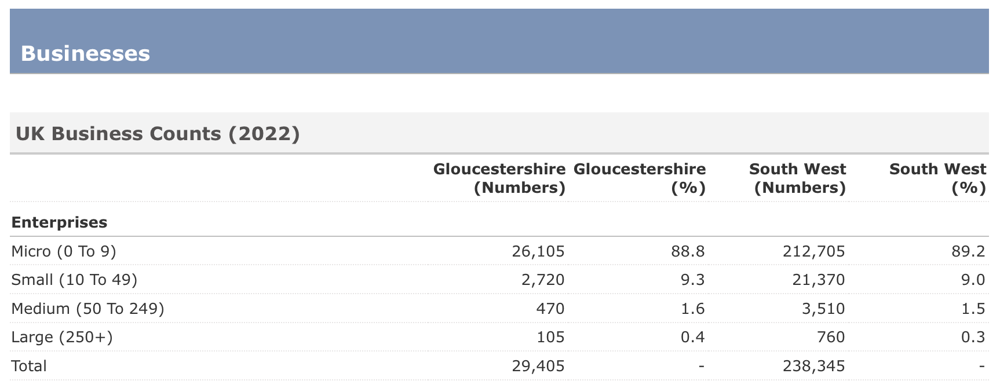 Businesses
UK Business Counts (2022)
Gloucestershire (Numbers) Gloucestershire (%) South West (Numbers) South West (%)
Enterprises
Micro (0 To 9) 26,105 88.8 212,705 89.2
Small (10 To 49) 2,720 9.3 21,370 9.0
Medium (50 To 249) 470 1.6 3,510 1.5
Large (250+) 105 0.4 760 0.3
Total 29,405 - 238,345 -